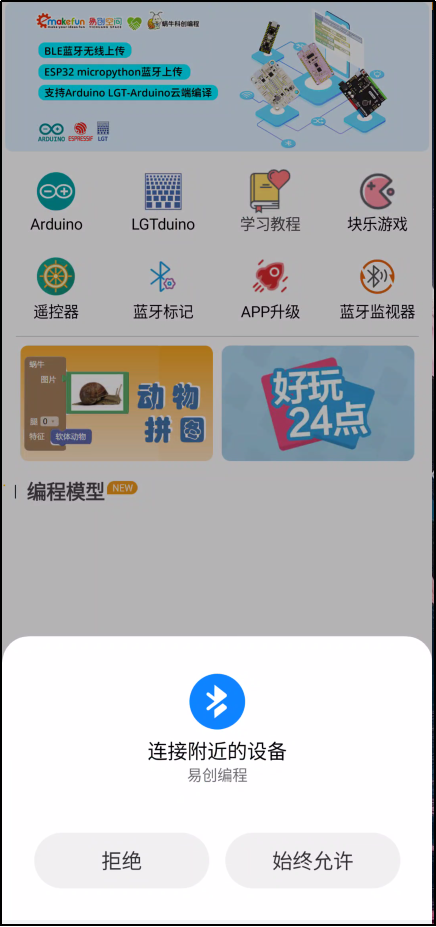 makefun 易创空间 蜗牛科创编程
BLE蓝牙无线上传
ESP32 micropython蓝牙上传
支持Arduino LGT-Arduino云端编译
ARDUINO ESPRESSIF LGT
Arduino LGTduino 学习教程 块乐游戏
遥控器 蓝牙标记 APP升级 蓝牙监视器
蜗牛
图片
腿 0
特征 软体动物
动物
拼图
好玩
24点
编程模型 NEW
连接附近的设备
易创编程
拒绝 始终允许